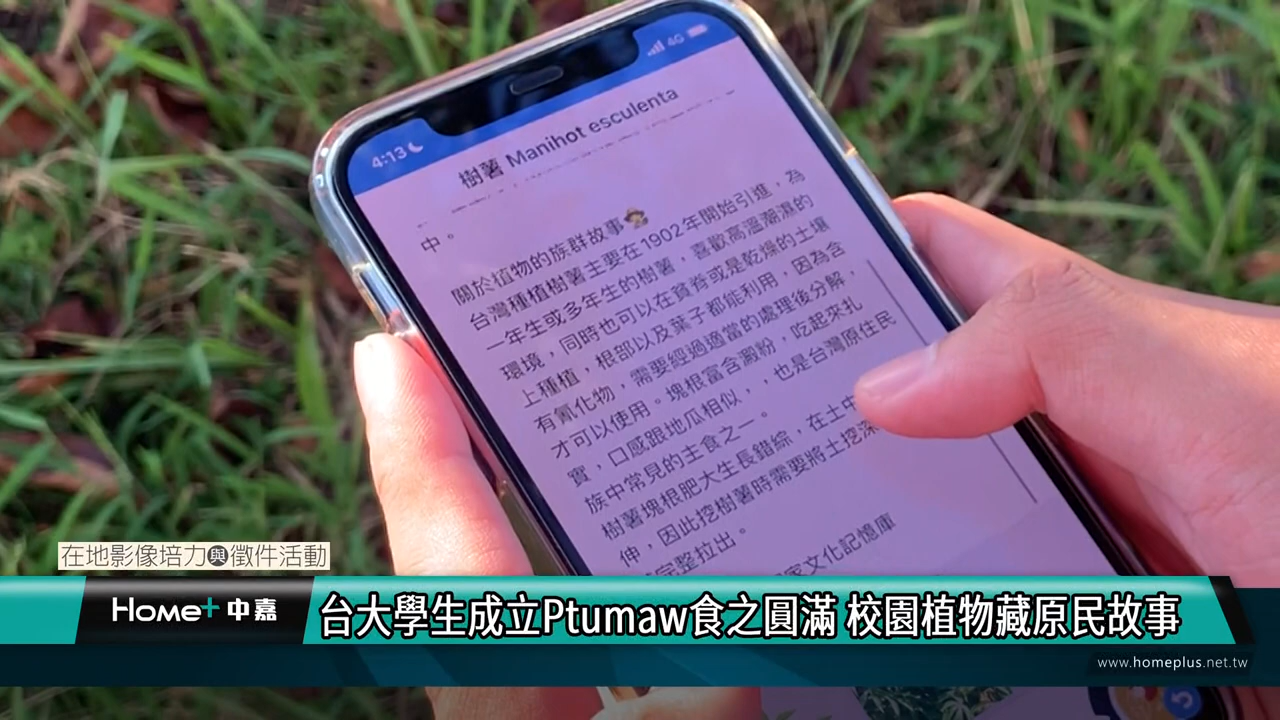 4G
4:13
樹薯 Manihot esculenta
中。
關於植物的族群故事
台灣種植樹薯主要在1902年開始引進，為
一年生或多年生的樹薯，喜歡高溫潮濕的
環境，同時也可以在貧脊或是乾燥的土壤
上種植，根部以及葉子都能利用，因為含
有氰化物，需要經過適當的處理後分解，
才可以使用。塊根富含澱粉，吃起來扎
實，口感跟地瓜相似，，也是台灣原住民
族中常見的主食之一。
樹薯塊根肥大生長錯綜，在土中
伸，因此挖樹薯時需要將土挖深
完整拉出。
家文化記憶庫
在地影像培力與徵件活動
Home+中嘉
台大學生成立Ptumaw食之圓滿 校園植物藏原民故事
www.homeplus.net.tw